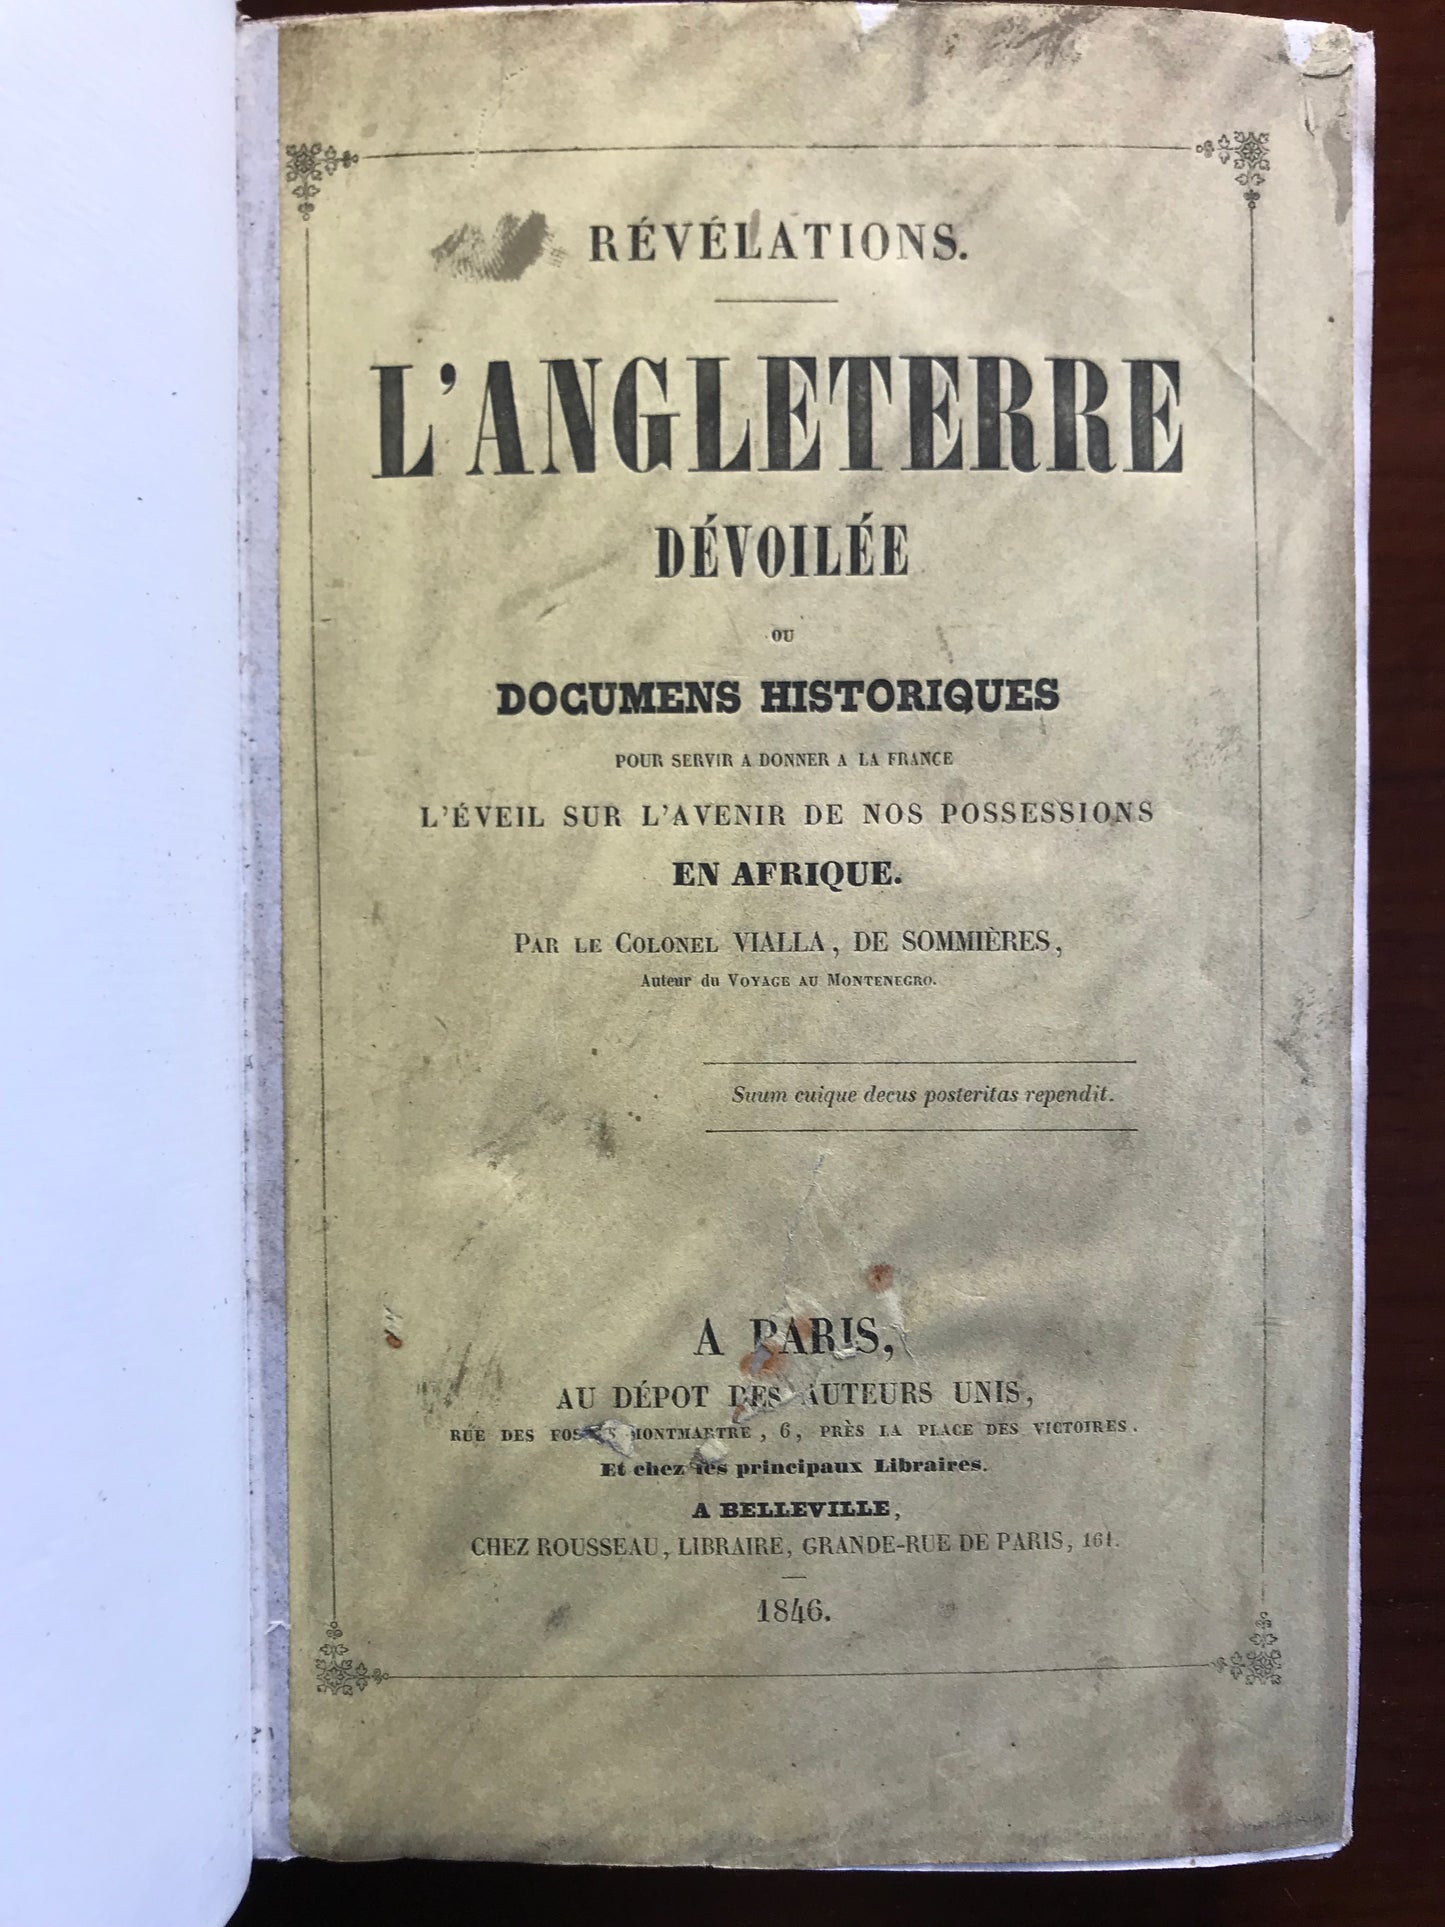 RÉVÉLATIONS.
L'ANGLETERRE
DÉVOILÉE
OU
DOCUMENS HISTORIQUES
POUR SERVIR A DONNER A LA FRANCE
L'ÉVEIL SUR L'AVENIR DE NOS POSSESSIONS
EN AFRIQUE.
PAR LE COLONEL VIALLA, DE SOMMIÈRES,
Auteur du VOYAGE AU MONTENEGRO.
Suum cuique decus posteritas rependit.
A PARIS,
AU DÉPOT DES AUTEURS UNIS,
RUE DES FOSSÉS MONTMARTRE, 6, PRÈS LA PLACE DES VICTOIRES.
Et chez les principaux Libraires.
A BELLEVILLE,
CHEZ ROUSSEAU, LIBRAIRE, GRANDE-RUE DE PARIS, 161.
1846.